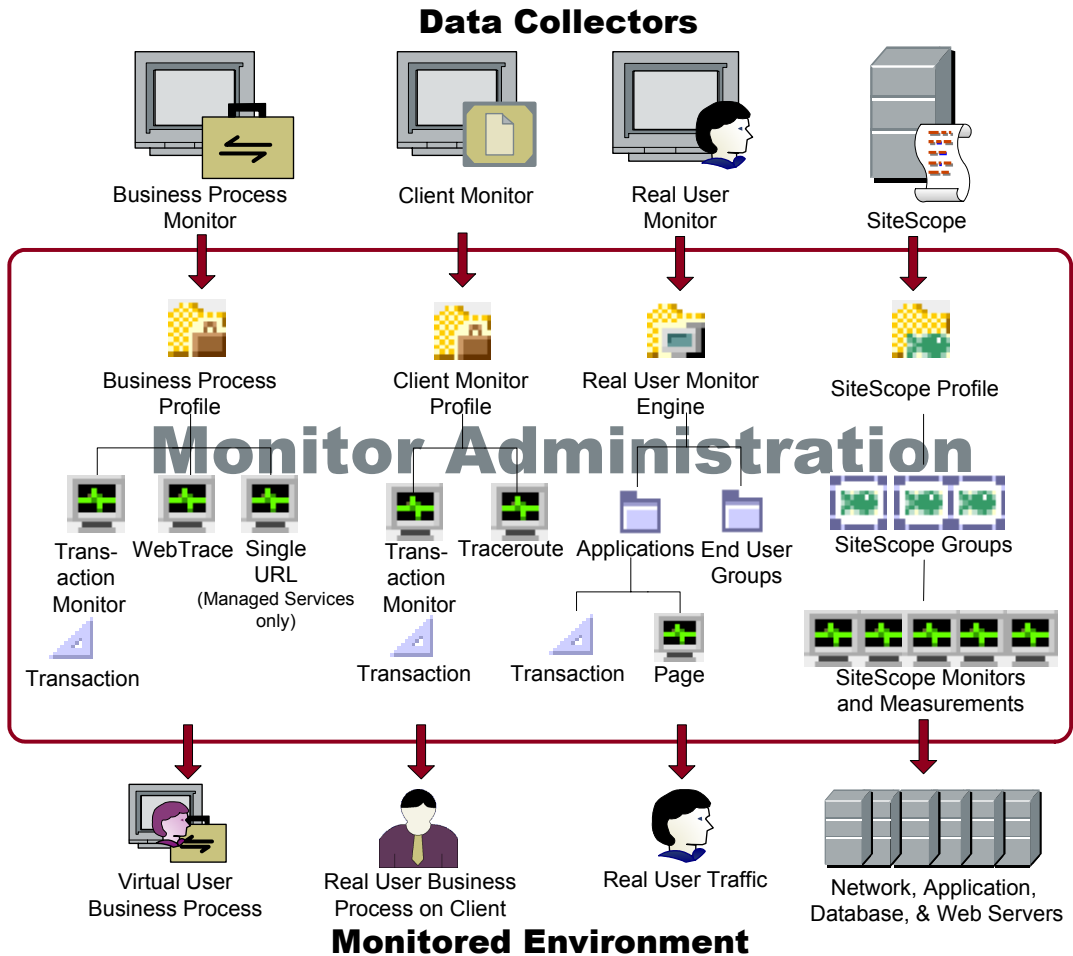 Data Collectors
Business Process
Monitor
Client Monitor
Real User
Monitor
SiteScope
Business Process
Profile
Client Monitor
Profile
Real User Monitor
Engine
SiteScope Profile
Monitor Administration
Trans-
action
Monitor
WebTrace
Single
URL
(Managed Services
only)
Trans-
action
Monitor
Traceroute
Applications
End User
Groups
SiteScope Groups
Transaction
Transaction
Transaction
Page
SiteScope Monitors
and Measurements
Virtual User
Business Process
Real User Business
Process on Client
Real User Traffic
Network, Application,
Database, & Web Servers
Monitored Environment